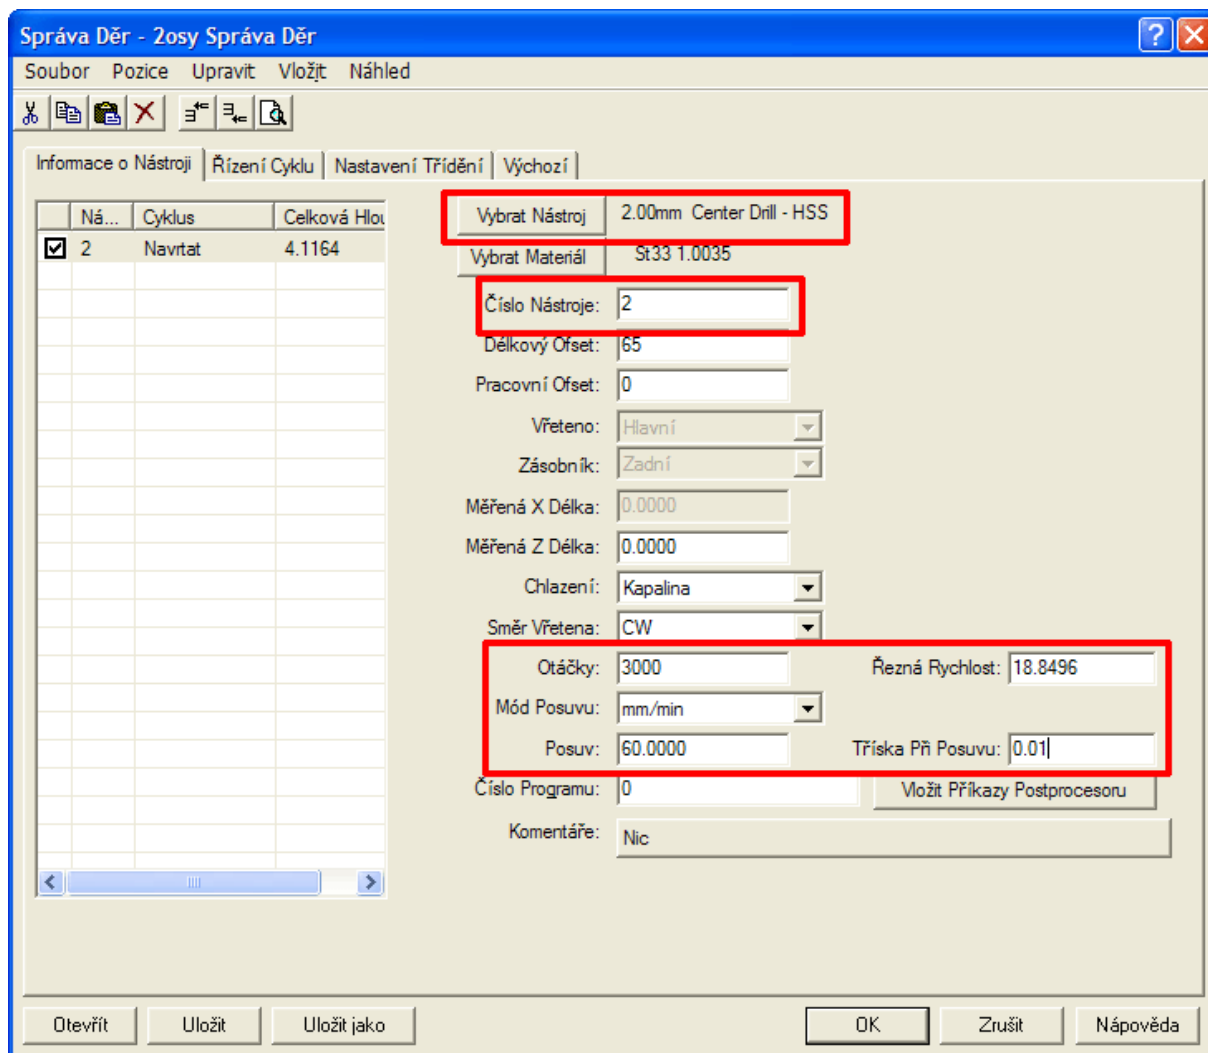 Správa Děr - 2osy Správa Děr
Soubor Pozice Upravit Vložit Náhled
Informace o Nástroji Řízení Cyklu Nastavení Třídění Výchozí
Ná... Cyklus Celková Hlou
2 Navrtat 4.1164
Vybrat Nástroj 2.00mm Center Drill - HSS
Vybrat Materiál St33 1.0035
Číslo Nástroje: 2
Délkový Ofset: 65
Pracovní Ofset: 0
Vřeteno: Hlavní
Zásobník: Zadní
Měřená X Délka: 0.0000
Měřená Z Délka: 0.0000
Chlazení: Kapalina
Směr Vřetena: CW
Otáčky: 3000 Řezná Rychlost: 18.8496
Mód Posuvu: mm/min
Posuv: 60.0000 Tříska Při Posuvu: 0.01
Číslo Programu: 0 Vložit Příkazy Postprocesoru
Komentáře: Nic
Otevřít Uložit Uložit jako OK Zrušit Nápověda